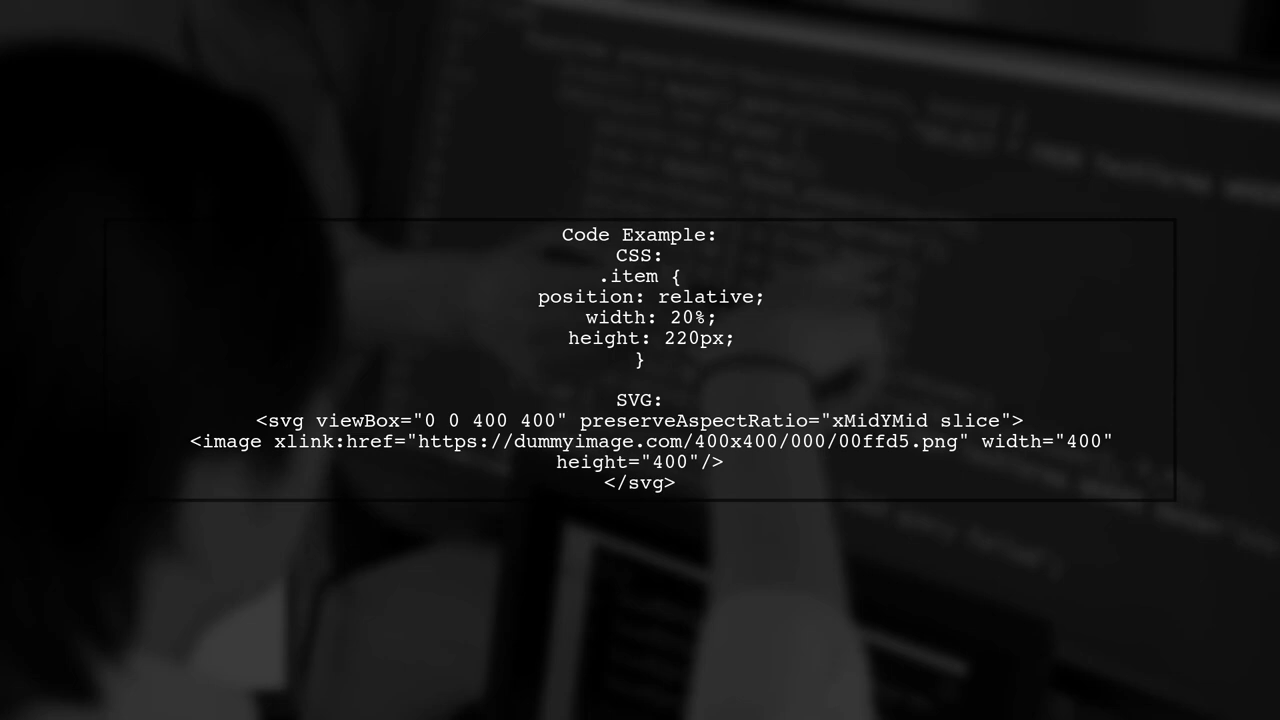 Code Example:
CSS:
.item {
position: relative;
width: 20%;
height: 220px;
}
SVG:
<svg viewBox="0 0 400 400" preserveAspectRatio="xMidYMid slice">
<image xlink:href="https://dummyimage.com/400x400/000/00ffd5.png" width="400"
height="400"/>
</svg>